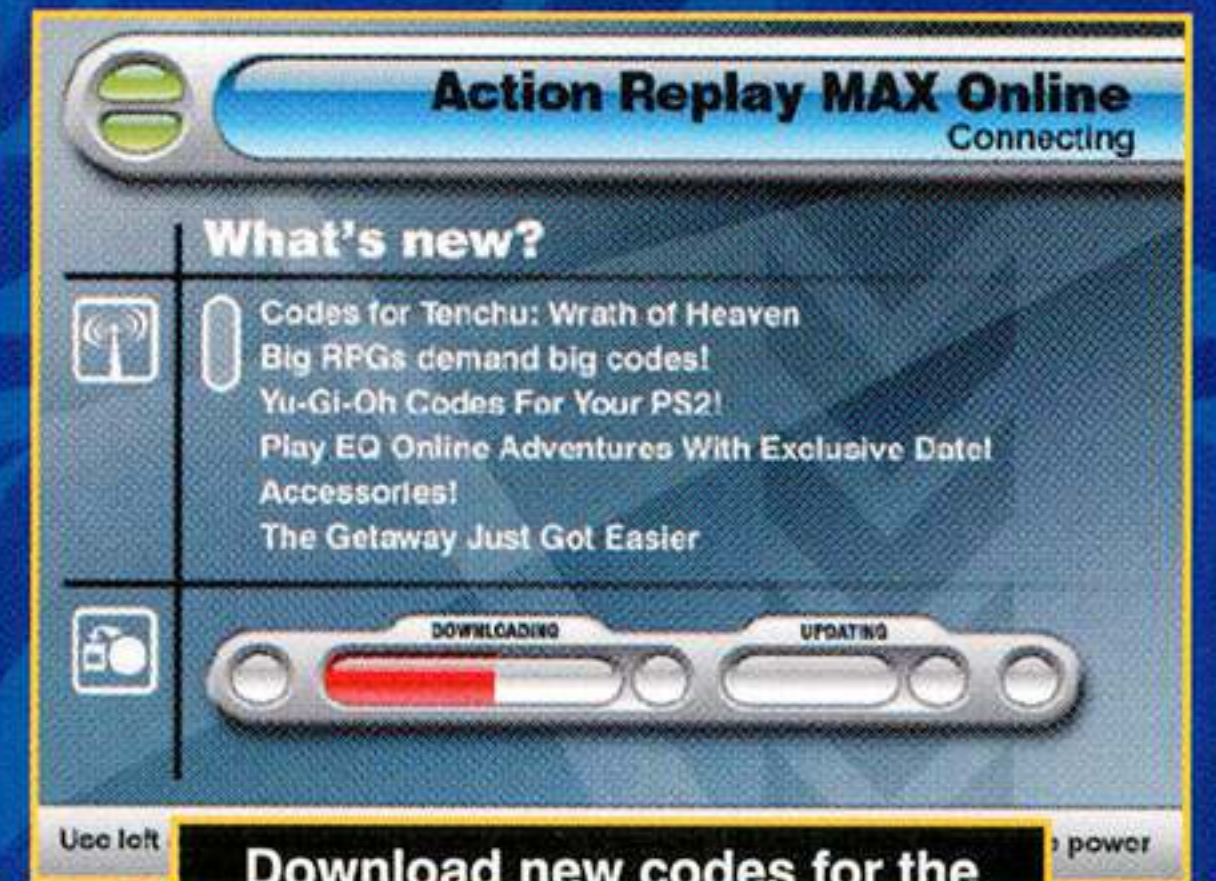 Action Replay MAX Online
Connecting
What's new?
Codes for Tenchu: Wrath of Heaven
Big RPGs demand big codes!
Yu-Gi-Oh Codes For Your PS2!
Play EQ Online Adventures With Exclusive Datel
Accessories!
The Getaway Just Got Easier
DOWNLOADING
UPDATING
Use left
power
Download new codes for the